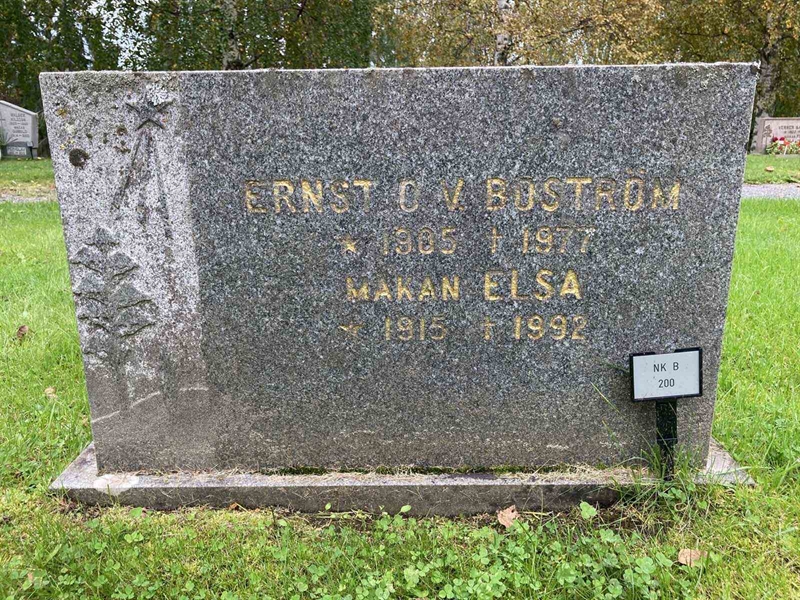 ERNST O V. BOSTRÖM
* 1905 † 1977
MAKAN ELSA
* 1915 † 1992
NK B
200